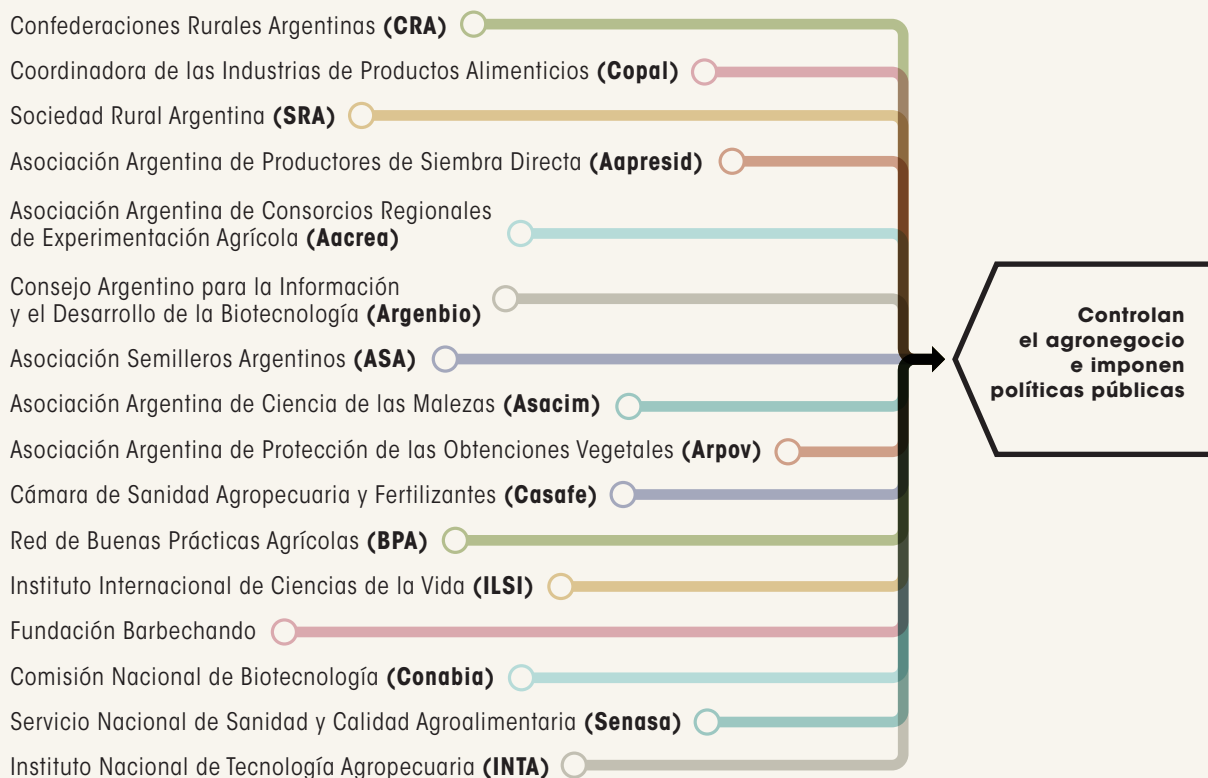 Confederaciones Rurales Argentinas (CRA)
Coordinadora de las Industrias de Productos Alimenticios (Copal)
Sociedad Rural Argentina (SRA)
Asociación Argentina de Productores de Siembra Directa (Aapresid)
Asociación Argentina de Consorcios Regionales
de Experimentación Agrícola (Aacrea)
Consejo Argentino para la Información
y el Desarrollo de la Biotecnología (Argenbio)
Asociación Semilleros Argentinos (ASA)
Asociación Argentina de Ciencia de las Malezas (Asacim)
Asociación Argentina de Protección de las Obtenciones Vegetales (Arpov)
Cámara de Sanidad Agropecuaria y Fertilizantes (Casafe)
Red de Buenas Prácticas Agrícolas (BPA)
Instituto Internacional de Ciencias de la Vida (ILSI)
Fundación Barbechando
Comisión Nacional de Biotecnología (Conabia)
Servicio Nacional de Sanidad y Calidad Agroalimentaria (Senasa)
Instituto Nacional de Tecnología Agropecuaria (INTA)
Controlan
el agronegocio
e imponen
políticas públicas